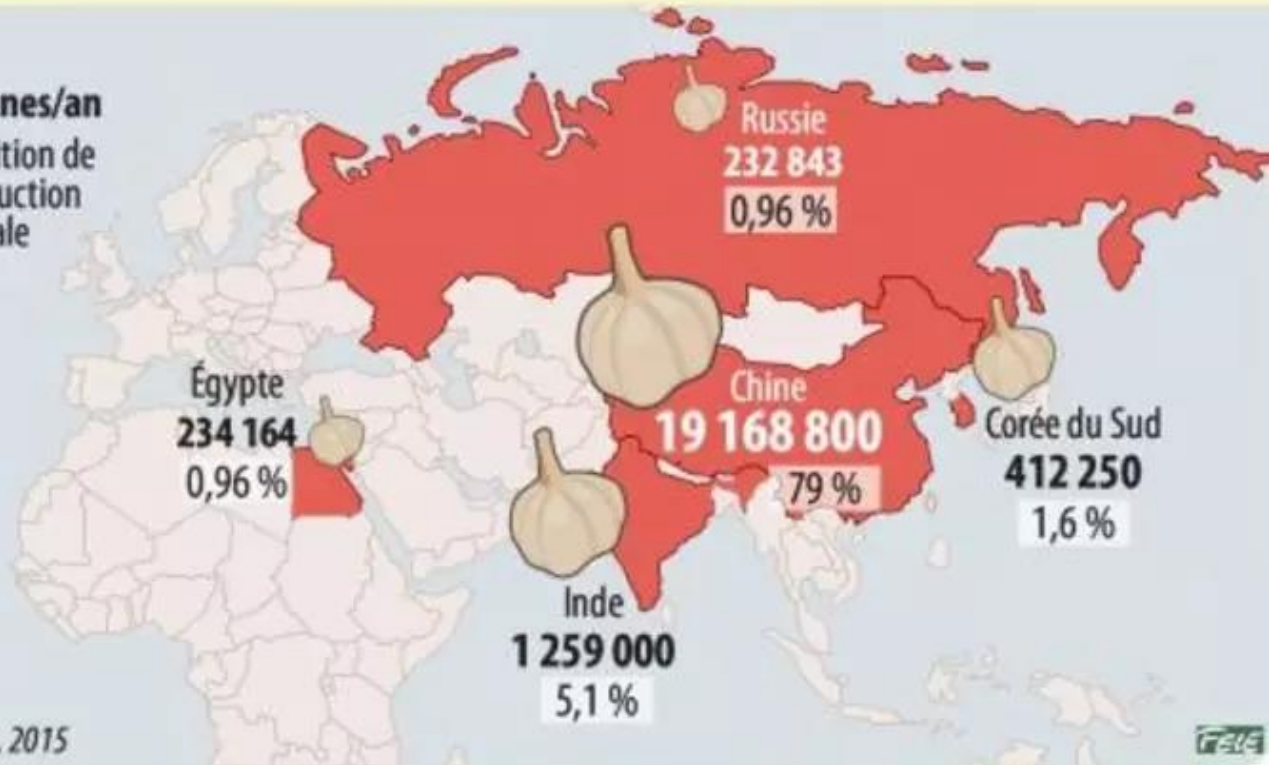 nes/an
tion de
uction
ale
Russie
232 843
0,96 %
Égypte
234 164
0,96 %
Chine
19 168 800
79 %
Corée du Sud
412 250
1,6 %
Inde
1 259 000
5,1 %
. 2015